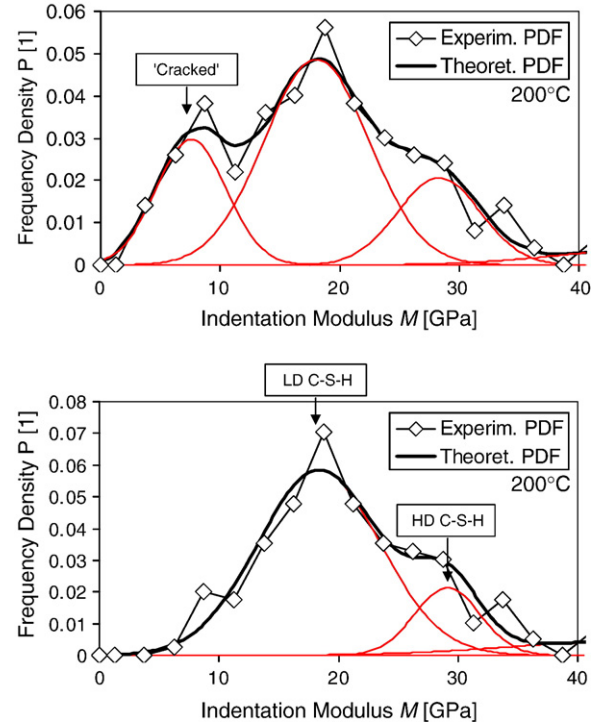 0.06
0.05
0.04
0.03
0.02
0.01
0
Frequency Density P [1]
'Cracked'
Experim. PDF
Theoret. PDF
200°C
0 10 20 30 40
Indentation Modulus M [GPa]
LD C-S-H
0.08
0.07
0.06
0.05
0.04
0.03
0.02
0.01
0
Frequency Density P [1]
Experim. PDF
Theoret. PDF
200°C
HD C-S-H
0 10 20 30 40
Indentation Modulus M [GPa]